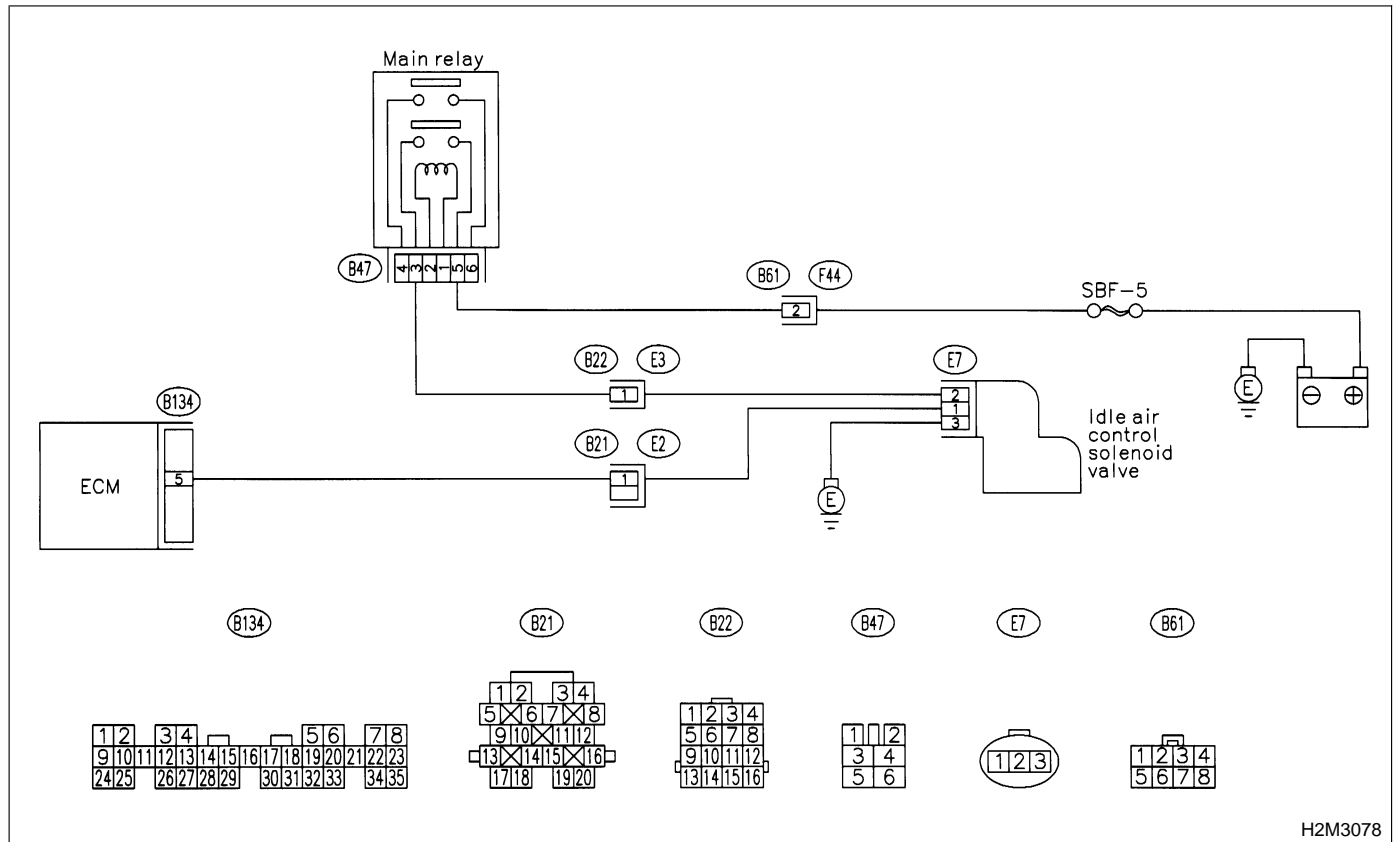 Main relay
B47
4 3 2 1 5 6
B61 F44
2
SBF-5
B22 E3
1
E7
2
1
3
E
⊖ ⊕
Idle air
control
solenoid
valve
B134
ECM
5
B21 E2
1
E
B134
B21
B22
B47
E7
B61
1 2 3 4 5 6 7 8
9 10 11 12 13 14 15 16 17 18 19 20 21 22 23
24 25 26 27 28 29 30 31 32 33 34 35
1 2 3 4
5 6 7 8
9 10 11 12
13 14 15 16
17 18 19 20
1 2 3 4
5 6 7 8
9 10 11 12
13 14 15 16
1 2
3 4
5 6
1 2 3
1 2 3 4
5 6 7 8
H2M3078